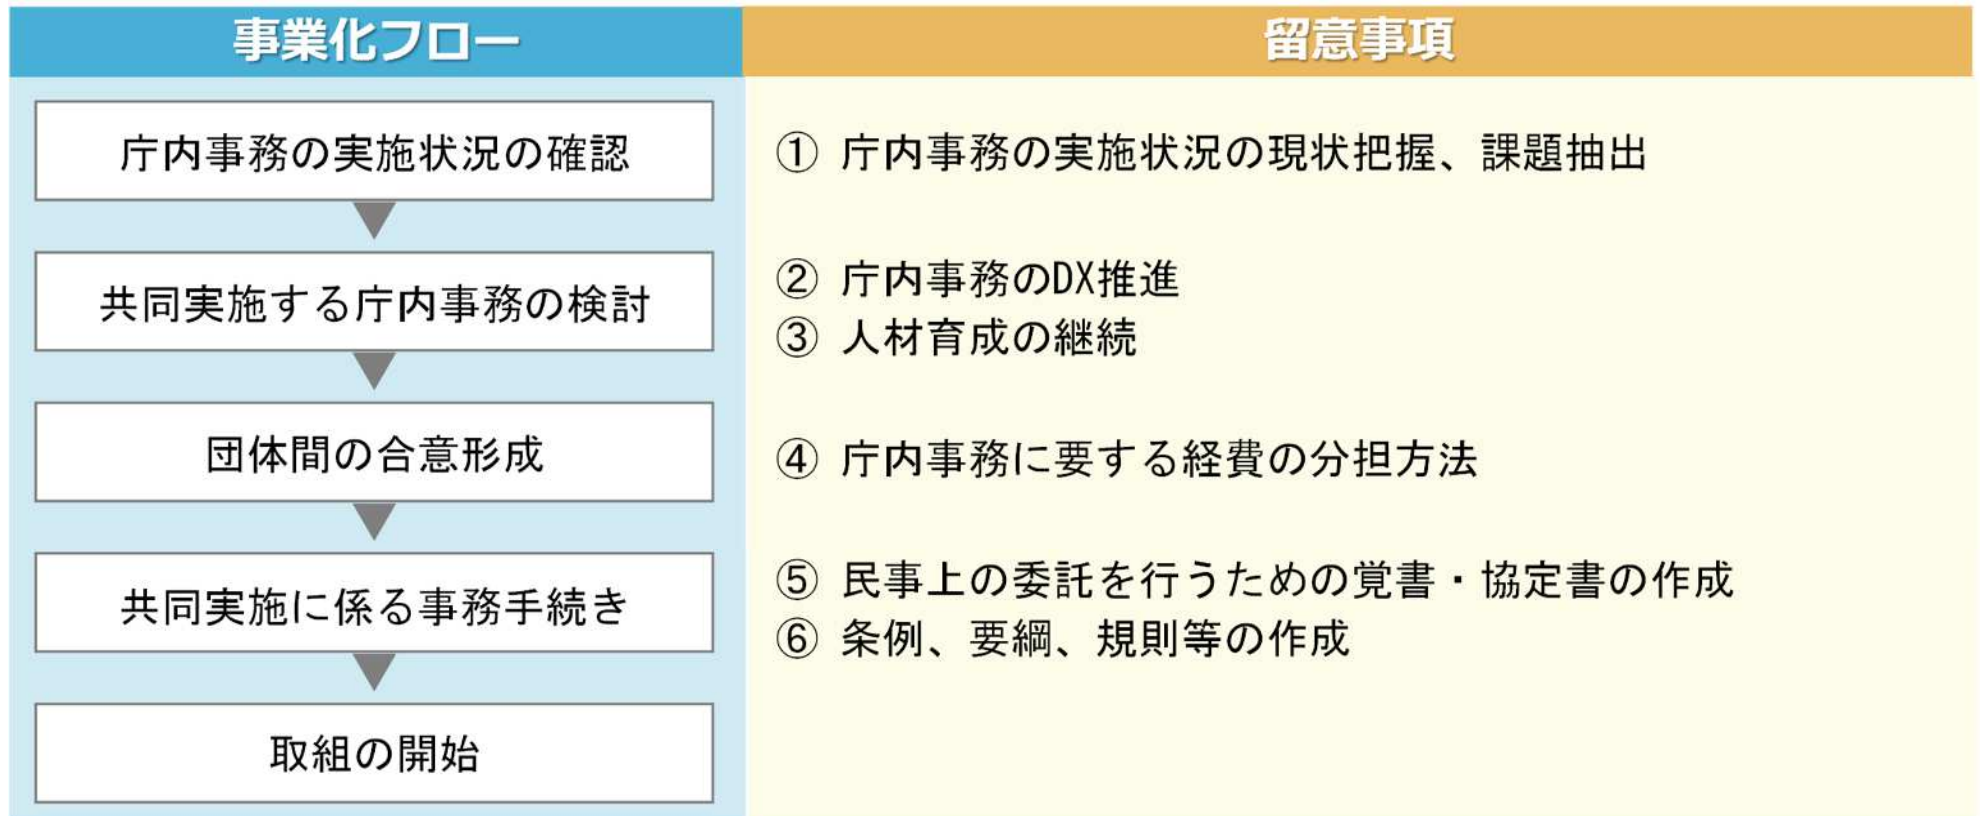 事業化フロー
留意事項
庁内事務の実施状況の確認
① 庁内事務の実施状況の現状把握、課題抽出
共同実施する庁内事務の検討
② 庁内事務のDX推進
③ 人材育成の継続
団体間の合意形成
④ 庁内事務に要する経費の分担方法
共同実施に係る事務手続き
⑤ 民事上の委託を行うための覚書・協定書の作成
⑥ 条例、要綱、規則等の作成
取組の開始